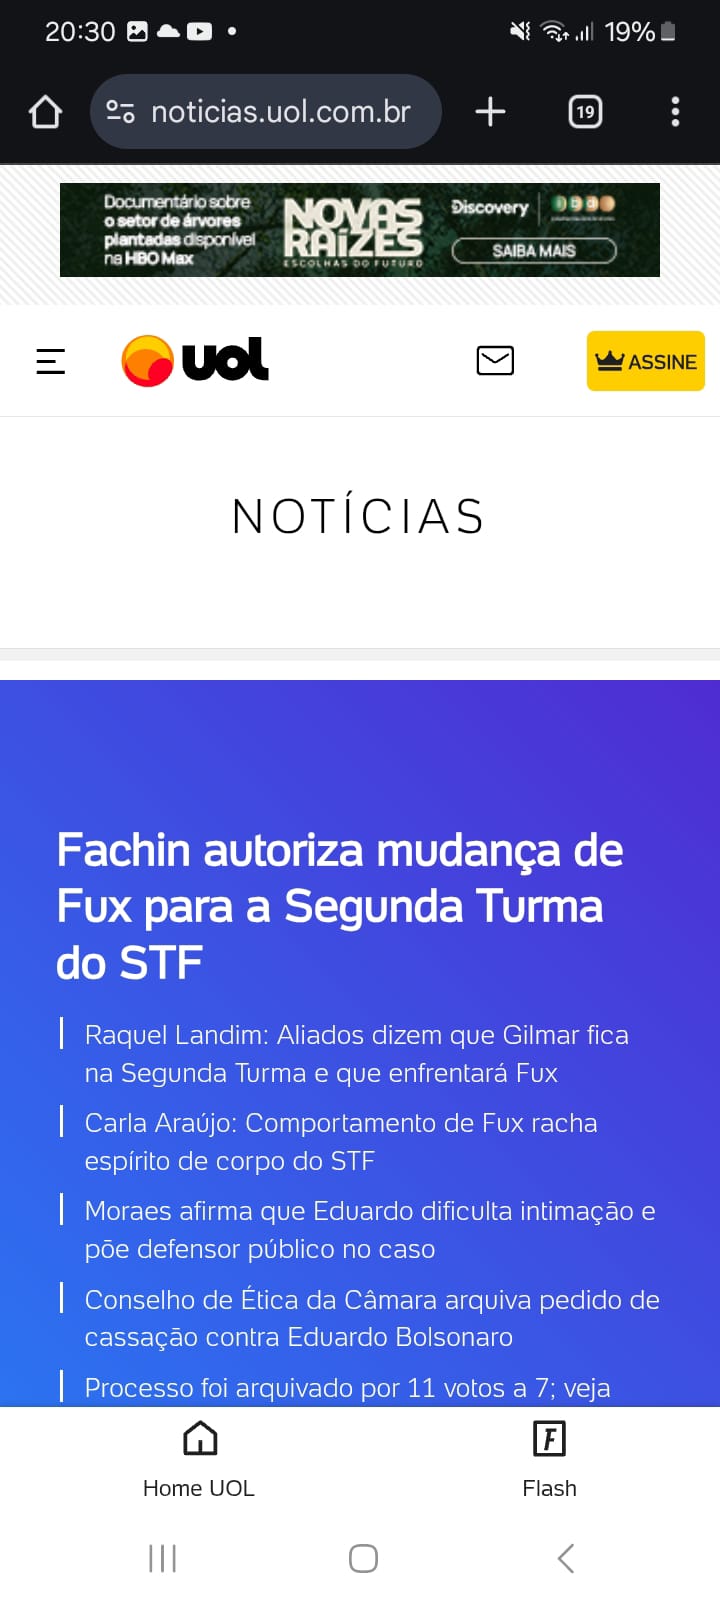 20:30
19%
noticias.uol.com.br
19
Documentário sobre
o setor de árvores
plantadas disponível
na HBO Max
NOVAS
RAÍZES
ESCOLHAS DO FUTURO
Discovery
SAIBA MAIS
UOL
ASSINE
NOTÍCIAS
Fachin autoriza mudança de
Fux para a Segunda Turma
do STF
Raquel Landim: Aliados dizem que Gilmar fica
na Segunda Turma e que enfrentará Fux
Carla Araújo: Comportamento de Fux racha
espírito de corpo do STF
Moraes afirma que Eduardo dificulta intimação e
põe defensor público no caso
Conselho de Ética da Câmara arquiva pedido de
cassação contra Eduardo Bolsonaro
Processo foi arquivado por 11 votos a 7; veja
Home UOL
F
Flash